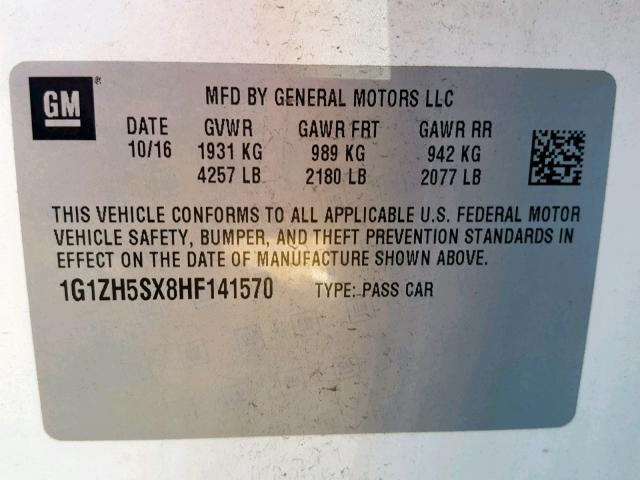 GM ®
MFD BY GENERAL MOTORS LLC
DATE GVWR GAWR FRT GAWR RR
10/16 1931 KG 989 KG 942 KG
4257 LB 2180 LB 2077 LB
THIS VEHICLE CONFORMS TO ALL APPLICABLE U.S. FEDERAL MOTOR
VEHICLE SAFETY, BUMPER, AND THEFT PREVENTION STANDARDS IN
EFFECT ON THE DATE OF MANUFACTURE SHOWN ABOVE.
1G1ZH5SX8HF141570 TYPE: PASS CAR